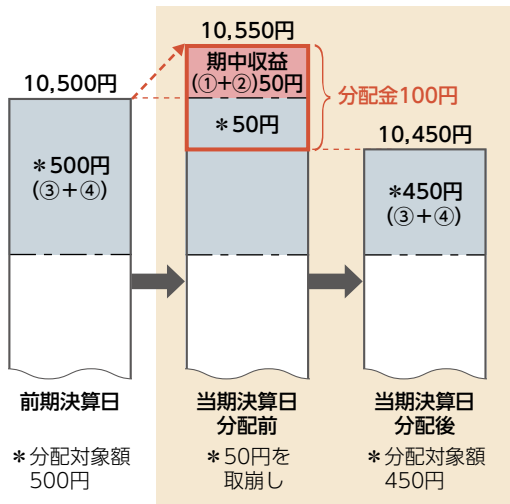 10,500円
＊500円
(③＋④)
前期決算日
＊分配対象額
500円
10,550円
期中収益
(①＋②)50円
＊50円
分配金100円
当期決算日
分配前
＊50円を
取崩し
10,450円
＊450円
(③＋④)
当期決算日
分配後
＊分配対象額
450円